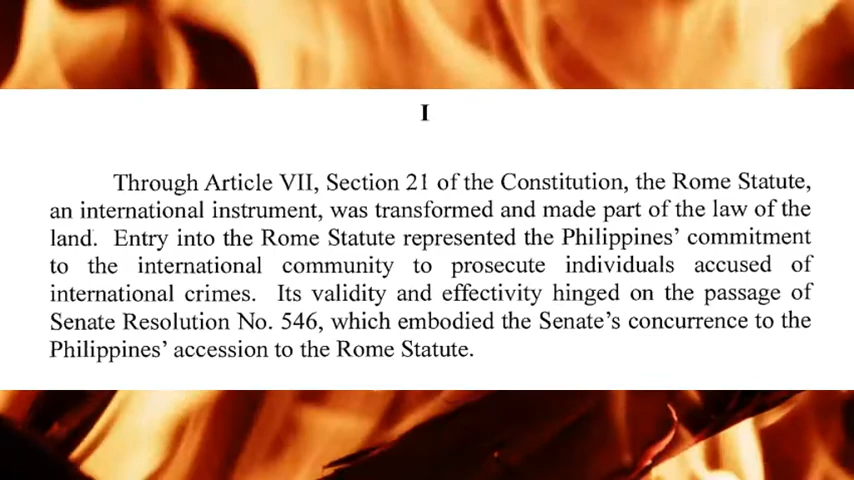 I
Through Article VII, Section 21 of the Constitution, the Rome Statute,
an international instrument, was transformed and made part of the law of the
land. Entry into the Rome Statute represented the Philippines' commitment
to the international community to prosecute individuals accused of
international crimes. Its validity and effectivity hinged on the passage of
Senate Resolution No. 546, which embodied the Senate's concurrence to the
Philippines' accession to the Rome Statute.